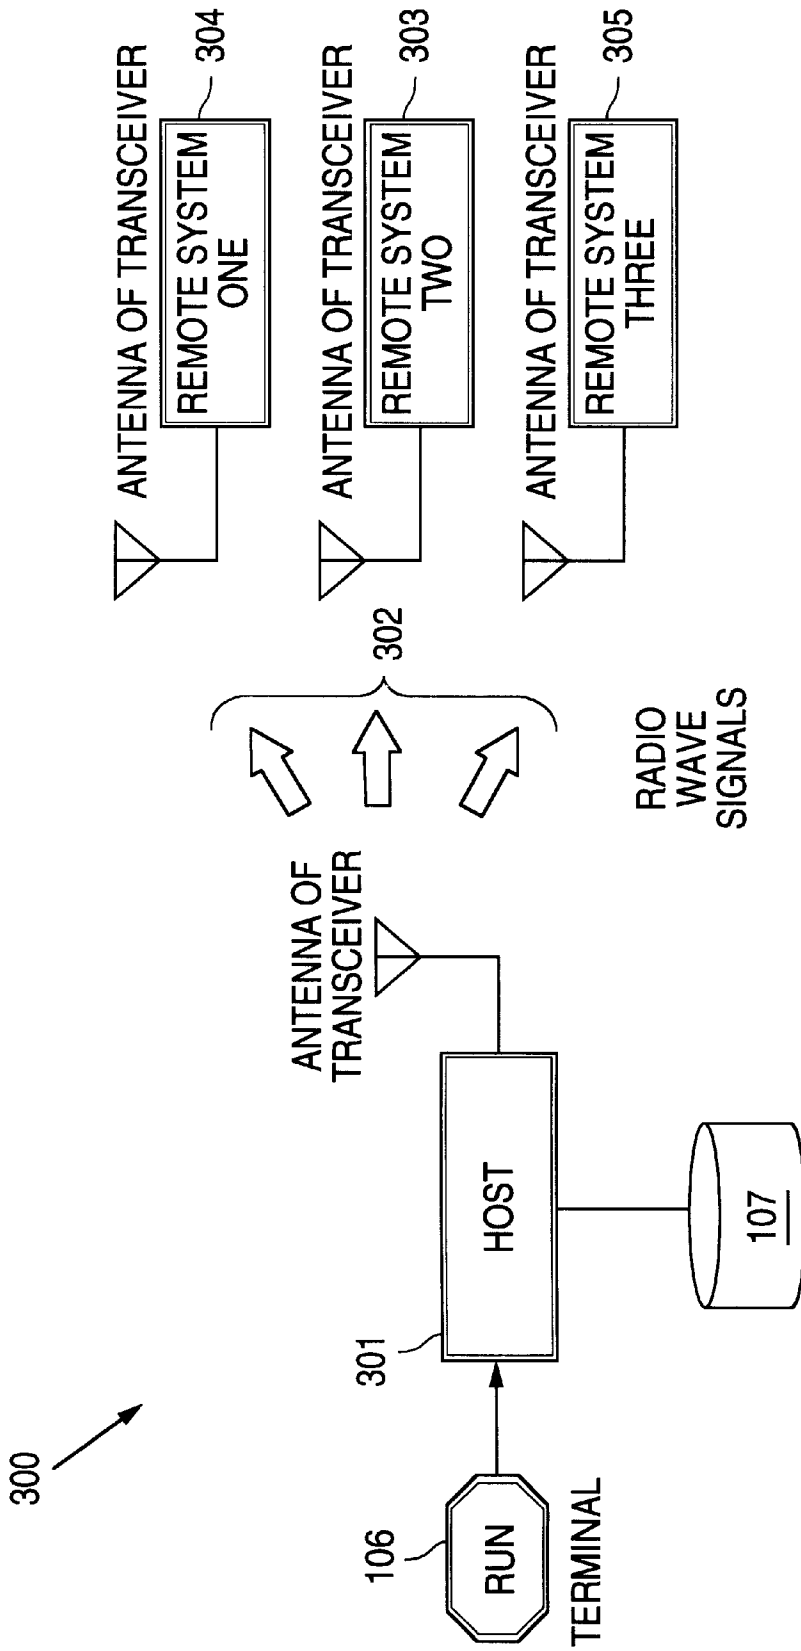 300
106
RUN
TERMINAL
301
HOST
107
ANTENNA OF
TRANSCEIVER
302
RADIO
WAVE
SIGNALS
ANTENNA OF TRANSCEIVER
REMOTE SYSTEM
ONE
304
ANTENNA OF TRANSCEIVER
REMOTE SYSTEM
TWO
303
ANTENNA OF TRANSCEIVER
REMOTE SYSTEM
THREE
305